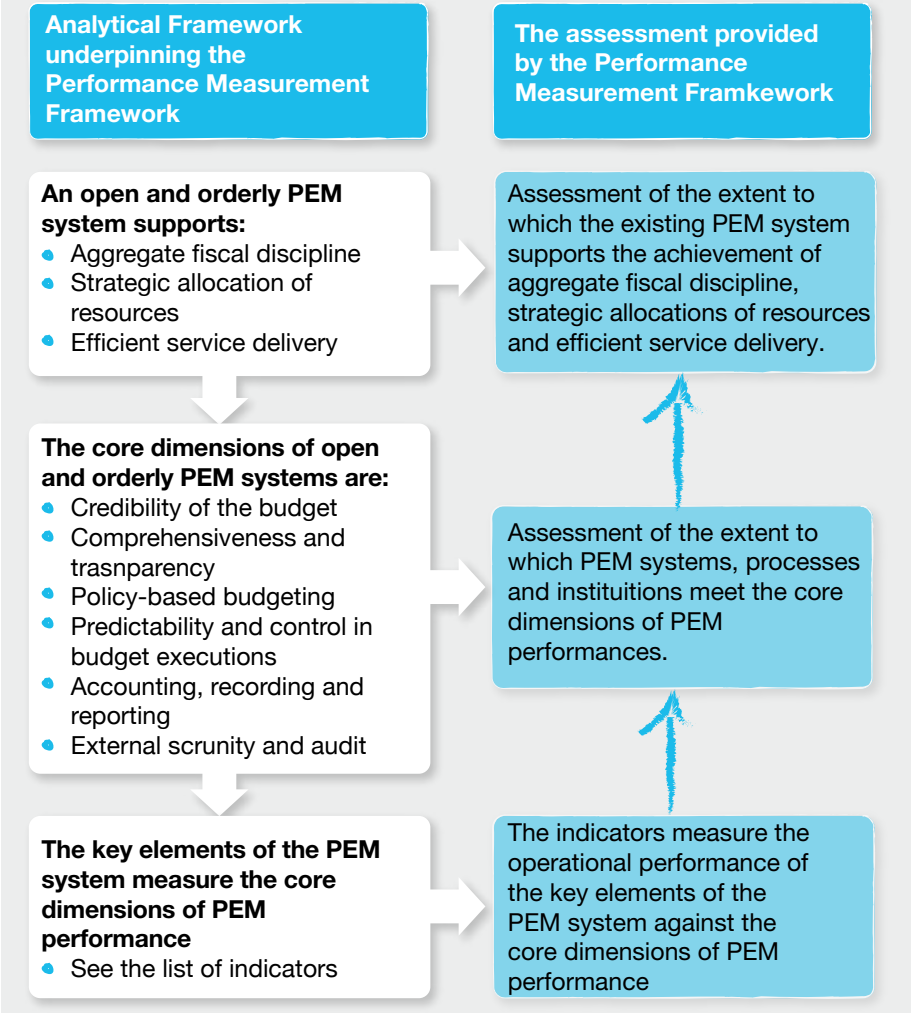 Analytical Framework
underpinning the
Performance Measurement
Framework
The assessment provided
by the Performance
Measurement Framkework
An open and orderly PEM
system supports:
Aggregate fiscal discipline
Strategic allocation of
resources
Efficient service delivery
Assessment of the extent to
which the existing PEM system
supports the achievement of
aggregate fiscal discipline,
strategic allocations of resources
and efficient service delivery.
The core dimensions of open
and orderly PEM systems are:
Credibility of the budget
Comprehensiveness and
trasnparency
Policy-based budgeting
Predictability and control in
budget executions
Accounting, recording and
reporting
External scrunity and audit
Assessment of the extent to
which PEM systems, processes
and instituitions meet the core
dimensions of PEM
performances.
The key elements of the PEM
system measure the core
dimensions of PEM
performance
See the list of indicators
The indicators measure the
operational performance of
the key elements of the
PEM system against the
core dimensions of PEM
performance